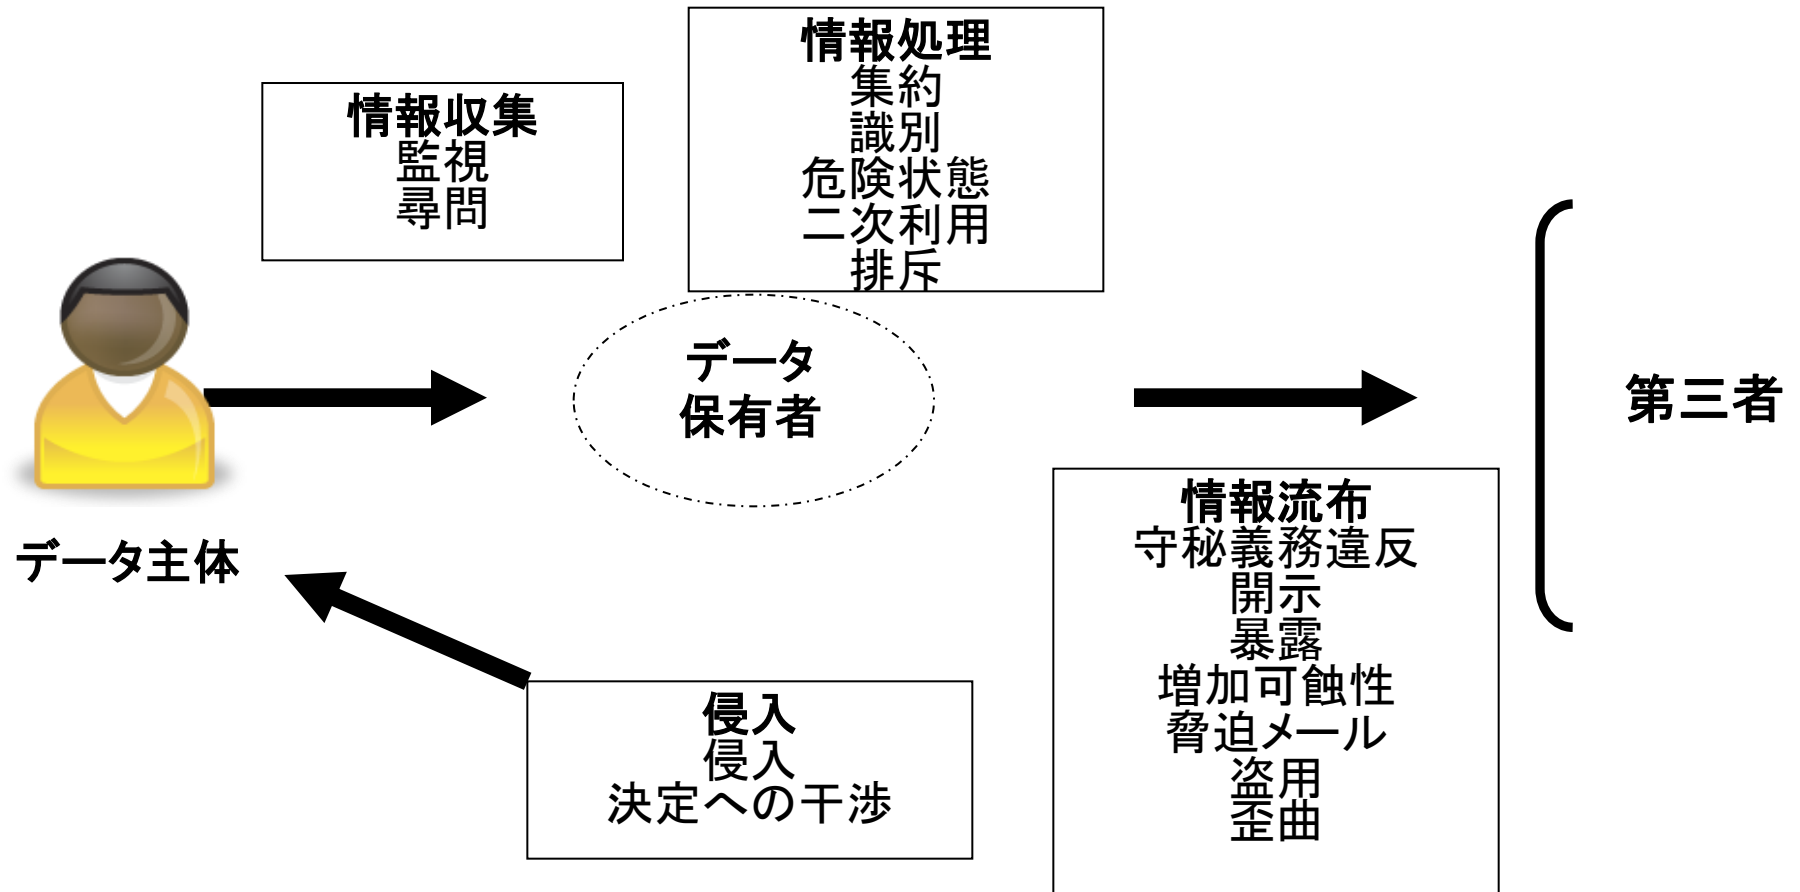 情報処理
集約
識別
危険状態
二次利用
排斥
情報収集
監視
尋問
データ
保有者
第三者
データ主体
情報流布
守秘義務違反
開示
暴露
増加可蝕性
脅迫メール
盗用
歪曲
侵入
侵入
決定への干渉